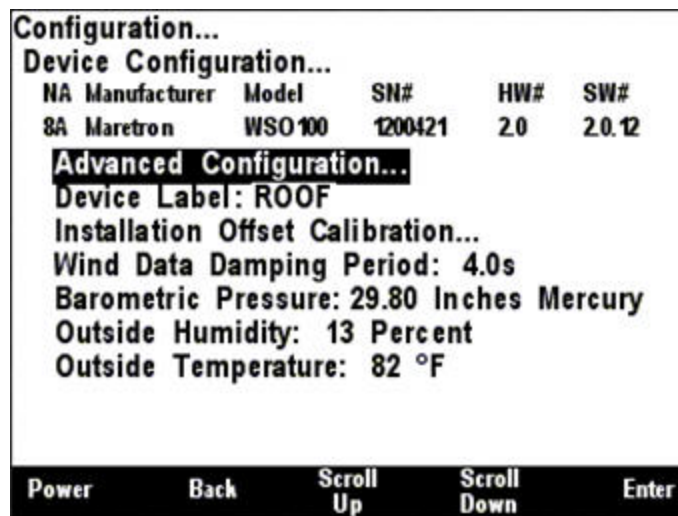 Configuration...
Device Configuration...
NA Manufacturer Model SN# HW# SW#
8A Maretron WSO100 1200421 2.0 2.0.12
Advanced Configuration...
Device Label: ROOF
Installation Offset Calibration...
Wind Data Damping Period: 4.0s
Barometric Pressure: 29.80 Inches Mercury
Outside Humidity: 13 Percent
Outside Temperature: 82 °F
Power Back Scroll Up Scroll Down Enter